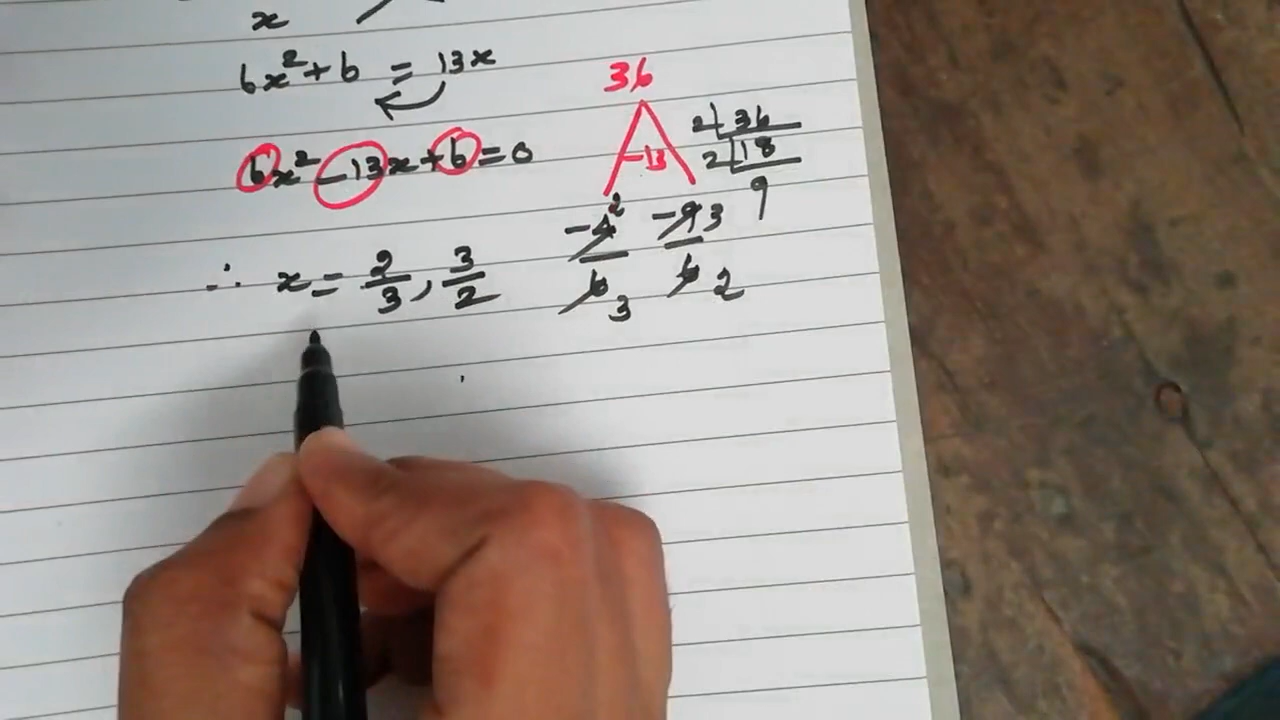 x
6x² + 6 = 13x
6x² - 13x + 6 = 0
36
-13
2 36
2 18
9
-4 2 -9 3
6 3 6 2
∴ x = 2/3, 3/2